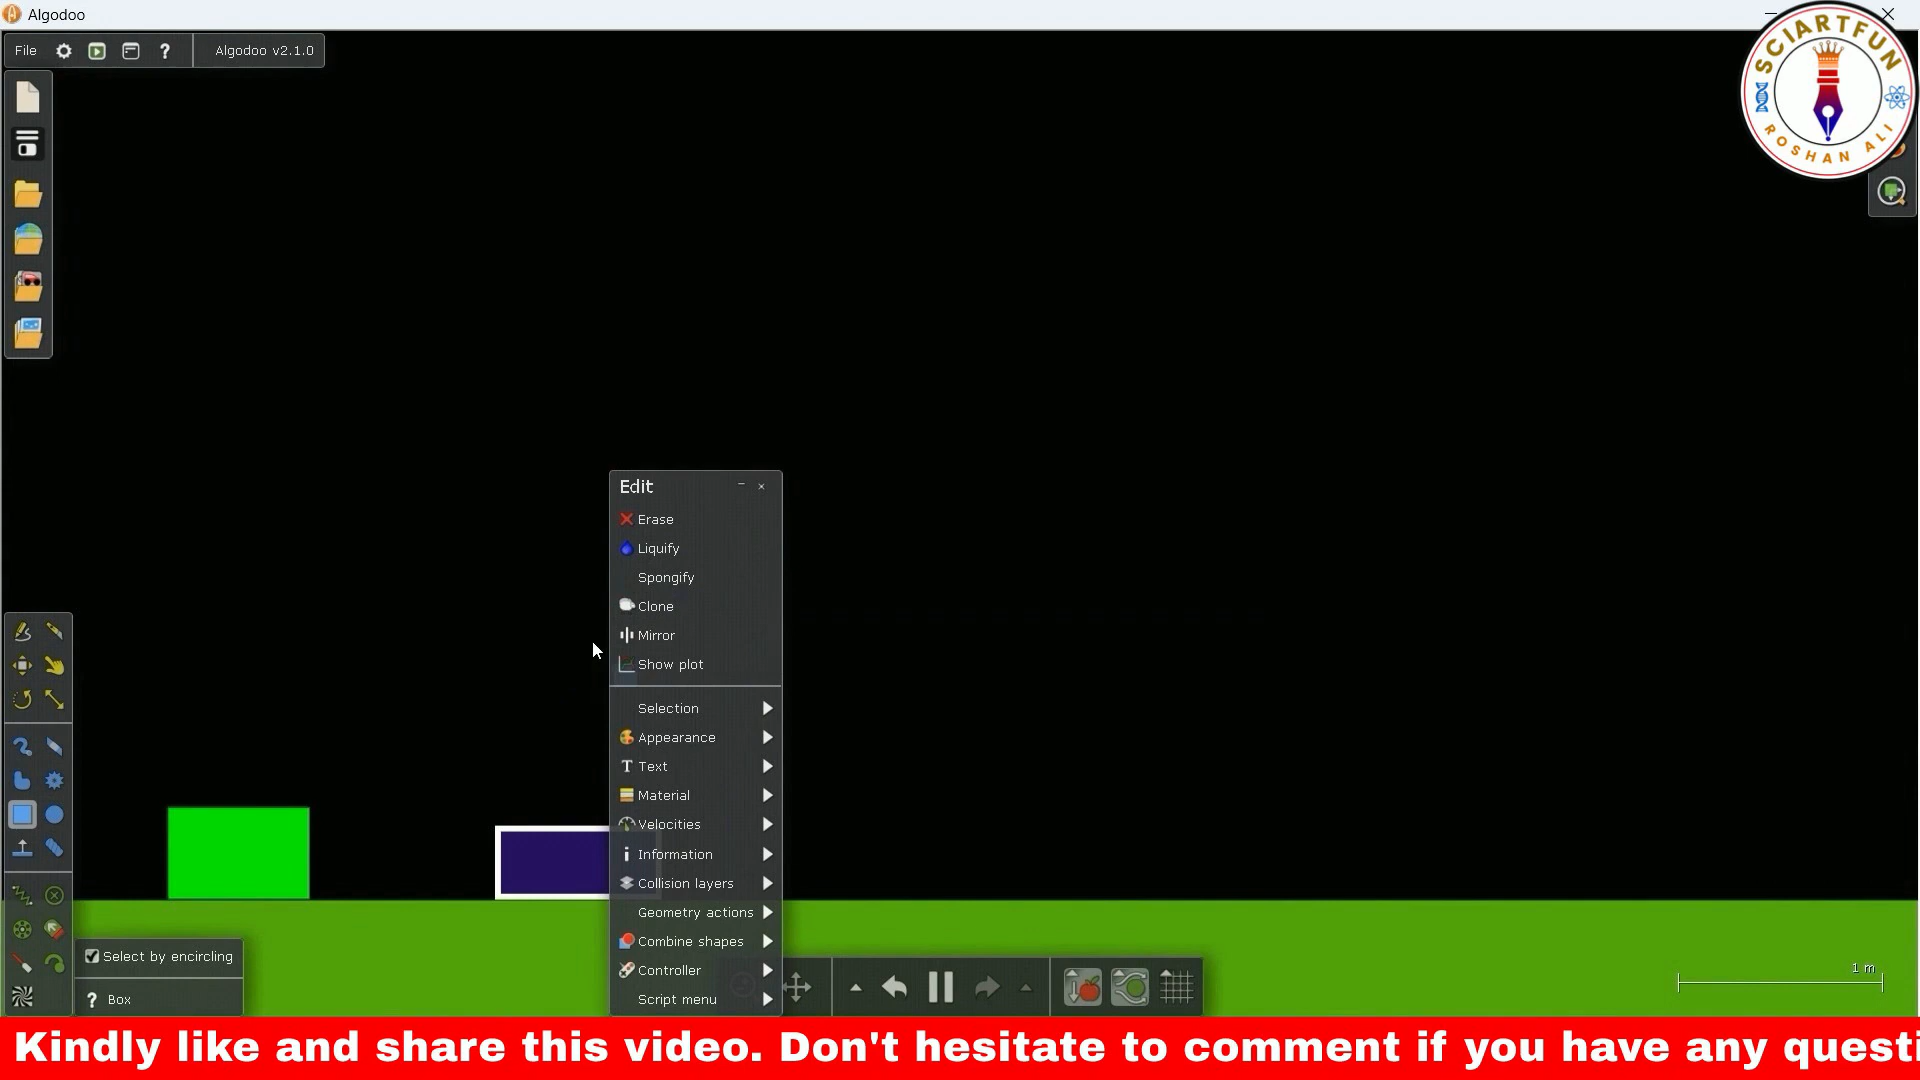 Algodoo
File
Algodoo v2.1.0
SCIARTFUN
ROSHAN ALI
Edit
Erase
Liquify
Spongify
Clone
Mirror
Show plot
Selection
Appearance
Text
Material
Velocities
Information
Collision layers
Geometry actions
Combine shapes
Controller
Script menu
Select by encircling
? Box
1 m
Kindly like and share this video. Don't hesitate to comment if you have any questi